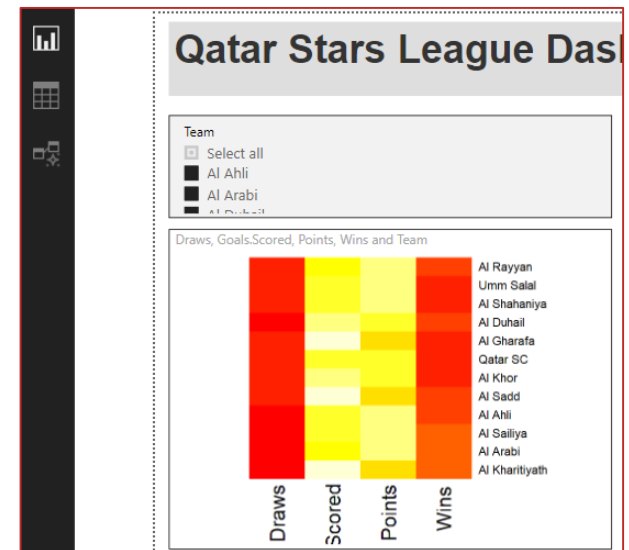 Qatar Stars League Das
Team
Select all
Al Ahli
Al Arabi
Draws, Goals.Scored, Points, Wins and Team
Al Rayyan
Umm Salal
Al Shahaniya
Al Duhail
Al Gharafa
Qatar SC
Al Khor
Al Sadd
Al Ahli
Al Sailiya
Al Arabi
Al Kharitiyath
Draws
Scored
Points
Wins